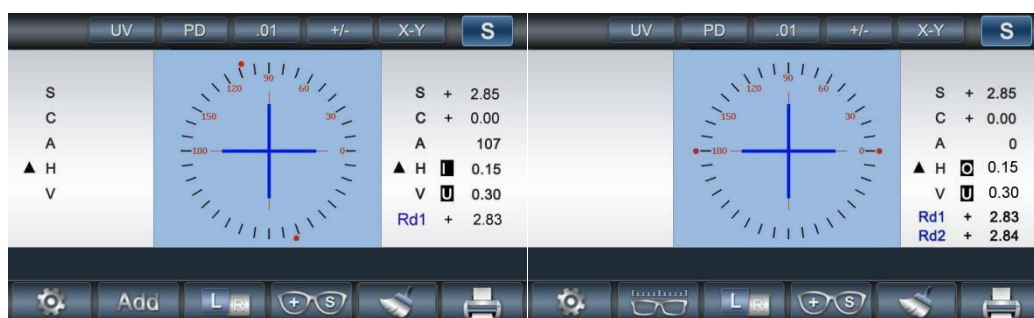 UV PD .01 +/- X-Y S
120 90 60
150 30
180 0
S
C
A
▲ H
V
S + 2.85
C + 0.00
A 107
▲ H I 0.15
V U 0.30
Rd1 + 2.83
Add L R + S
UV PD .01 +/- X-Y S
120 90 60
150 30
180 0
S + 2.85
C + 0.00
A 0
▲ H O 0.15
V U 0.30
Rd1 + 2.83
Rd2 + 2.84
L R + S